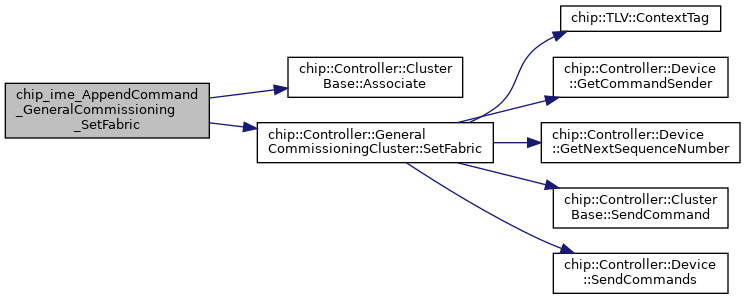 chip_ime_AppendCommand
_GeneralCommissioning
_SetFabric
chip::Controller::Cluster
Base::Associate
chip::Controller::General
CommissioningCluster::SetFabric
chip::TLV::ContextTag
chip::Controller::Device
::GetCommandSender
chip::Controller::Device
::GetNextSequenceNumber
chip::Controller::Cluster
Base::SendCommand
chip::Controller::Device
::SendCommands